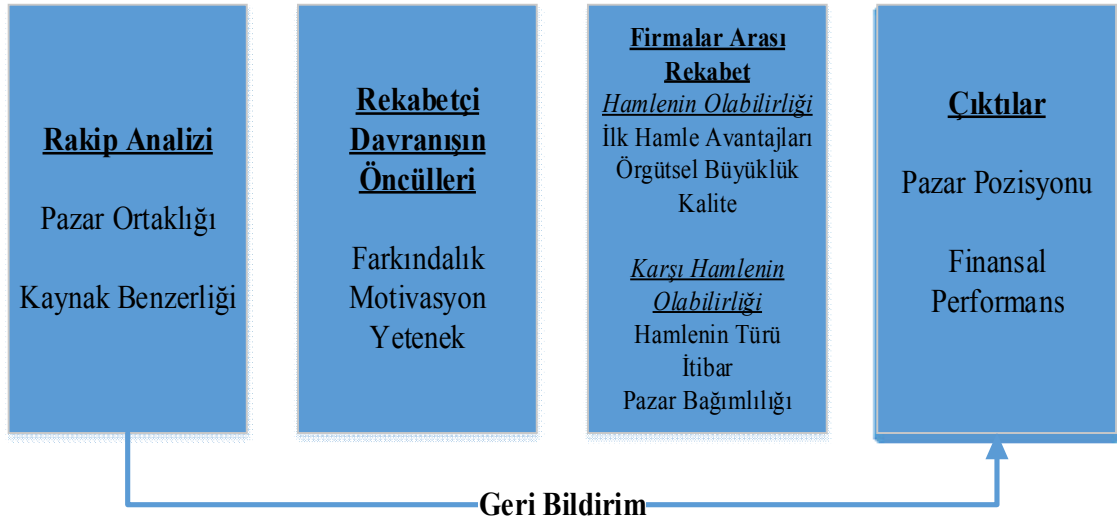 Rakip Analizi
Pazar Ortaklığı
Kaynak Benzerliği
Rekabetçi
Davranışın
Öncülleri
Farkındalık
Motivasyon
Yetenek
Firmalar Arası
Rekabet
Hamlenin Olabilirliği
İlk Hamle Avantajları
Örgütsel Büyüklük
Kalite
Karşı Hamlenin
Olabilirliği
Hamlenin Türü
İtibar
Pazar Bağımlılığı
Çıktılar
Pazar Pozisyonu
Finansal
Performans
Geri Bildirim